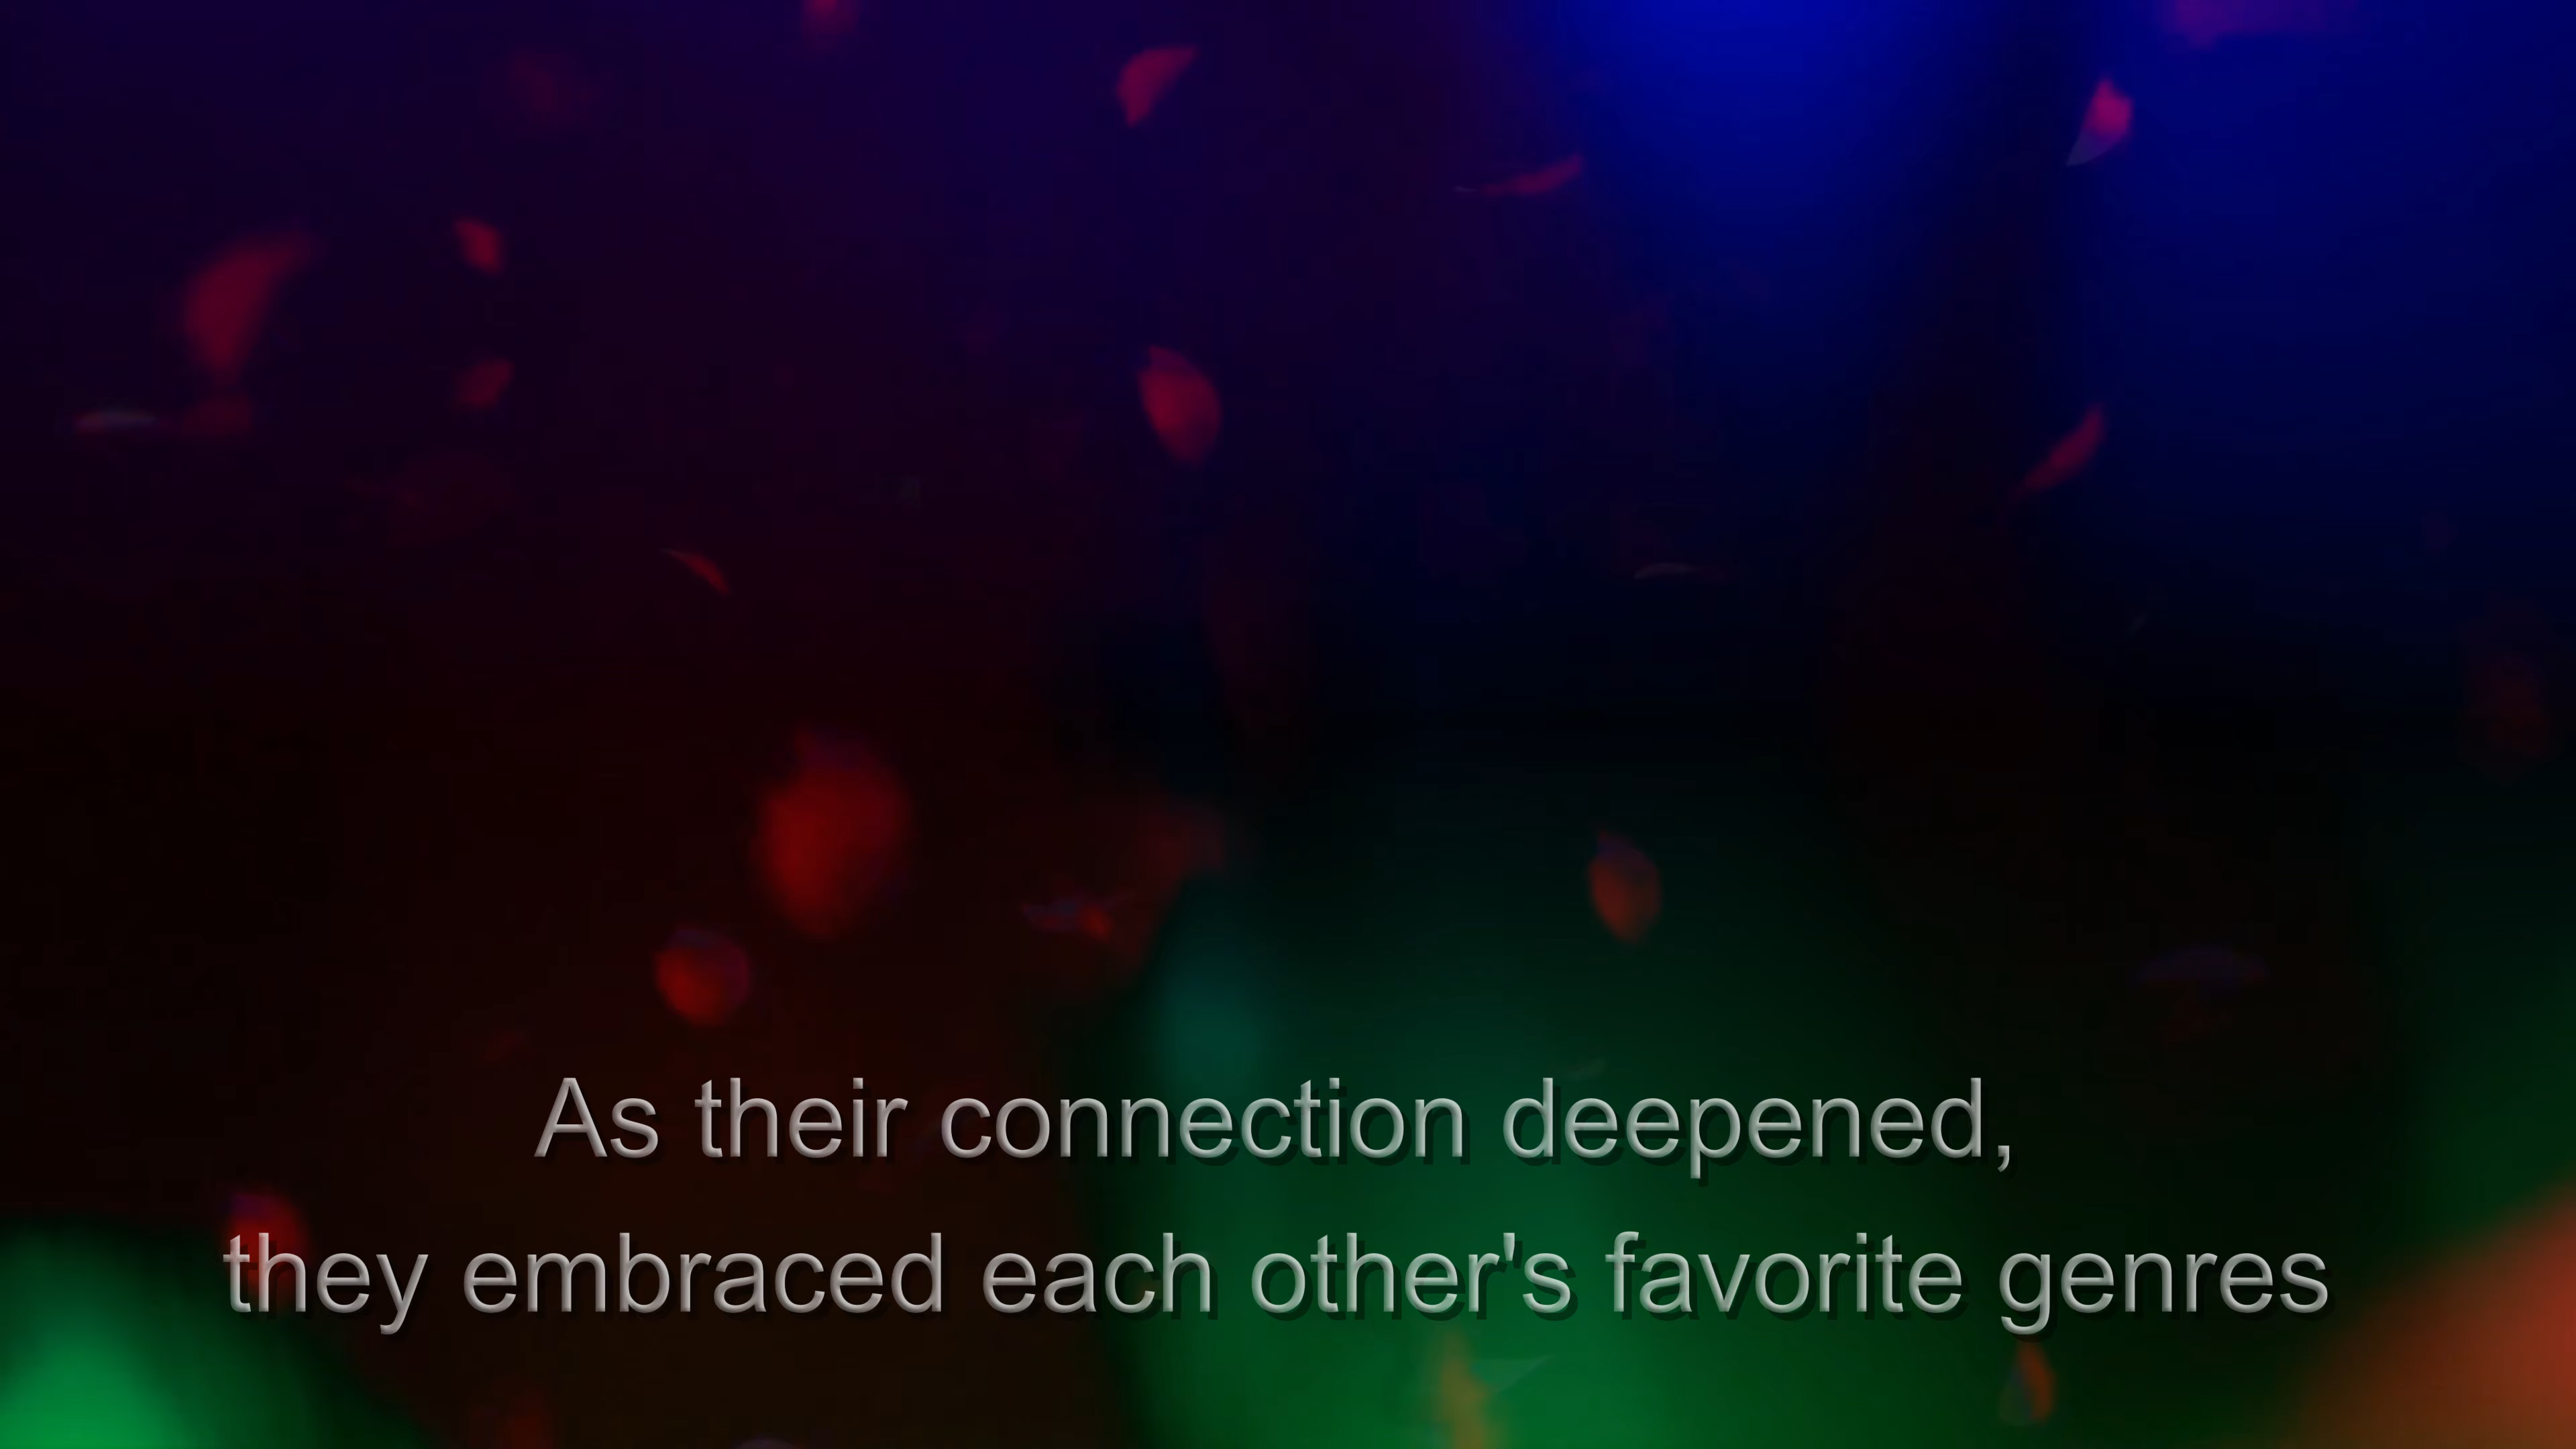 As their connection deepened,
they embraced each other's favorite genres